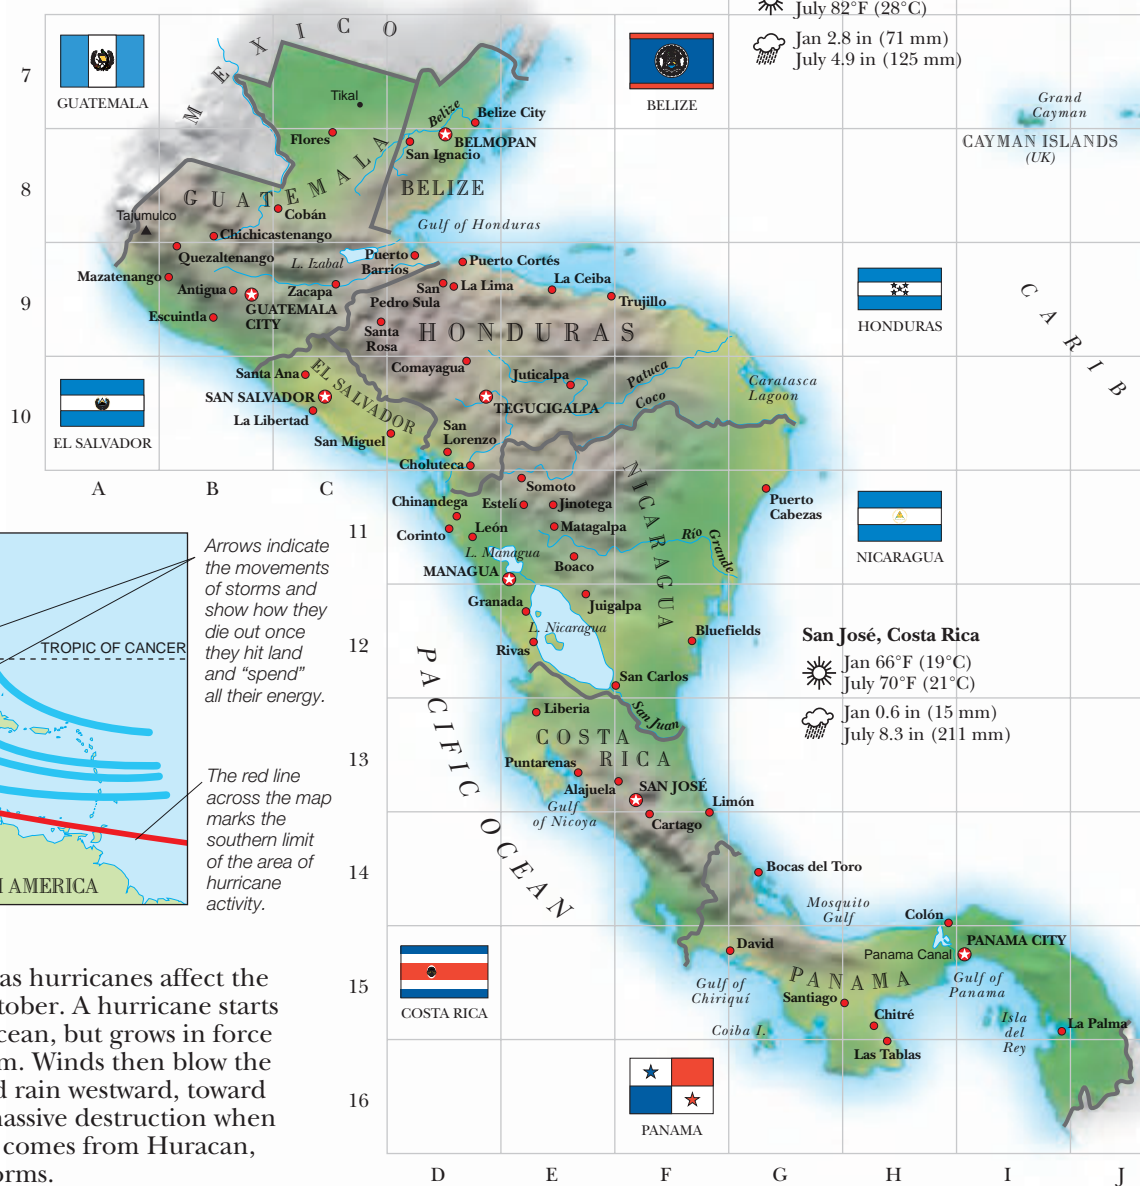 July 82°F (28°C)
Jan 2.8 in (71 mm)
July 4.9 in (125 mm)
7
8
9
10
GUATEMALA
BELIZE
EL SALVADOR
HONDURAS
NICARAGUA
COSTA RICA
PANAMA
MEXICO
Tikal
Flores
Belize
Belize City
BELMOPAN
San Ignacio
BELIZE
GUATEMALA
Grand
Cayman
CAYMAN ISLANDS
(UK)
Tajumulco
Cobán
Chichicastenango
Quezaltenango
Mazatenango
Antigua
GUATEMALA
CITY
Escuintla
Zacapa
L. Izabal
Gulf of Honduras
Puerto
Barrios
Puerto Cortés
San
Pedro Sula
La Lima
La Ceiba
Trujillo
Santa
Rosa
HONDURAS
CARIB
Comayagua
Juticalpa
Patuca
Coco
Caratasca
Lagoon
TEGUCIGALPA
Santa Ana
EL SALVADOR
SAN SALVADOR
La Libertad
San Miguel
San
Lorenzo
Choluteca
A
B
C
11
12
13
14
15
16
Somoto
Chinandega
Estelí
Jinotega
Corinto
León
Matagalpa
NICARAGUA
Puerto
Cabezas
L. Managua
Río Grande
Boaco
MANAGUA
Granada
Juigalpa
L. Nicaragua
Rivas
Bluefields
San Carlos
San Juan
PACIFIC OCEAN
Liberia
COSTA
RICA
Puntarenas
Alajuela
SAN JOSÉ
Limón
Cartago
Gulf
of Nicoya
Bocas del Toro
Mosquito
Gulf
Colón
PANAMA CITY
Panama Canal
David
PANAMA
Gulf of
Chiriquí
Gulf of
Panama
Santiago
Chitré
Las Tablas
Coiba I.
Isla
del
Rey
La Palma
D
E
F
G
H
I
J
San José, Costa Rica
Jan 66°F (19°C)
July 70°F (21°C)
Jan 0.6 in (15 mm)
July 8.3 in (211 mm)
Arrows indicate
the movements
of storms and
show how they
die out once
they hit land
and “spend”
all their energy.
TROPIC OF CANCER
The red line
across the map
marks the
southern limit
of the area of
hurricane
activity.
AMERICA
as hurricanes affect the
tober. A hurricane starts
cean, but grows in force
m. Winds then blow the
d rain westward, toward
massive destruction when
comes from Huracan,
orms.